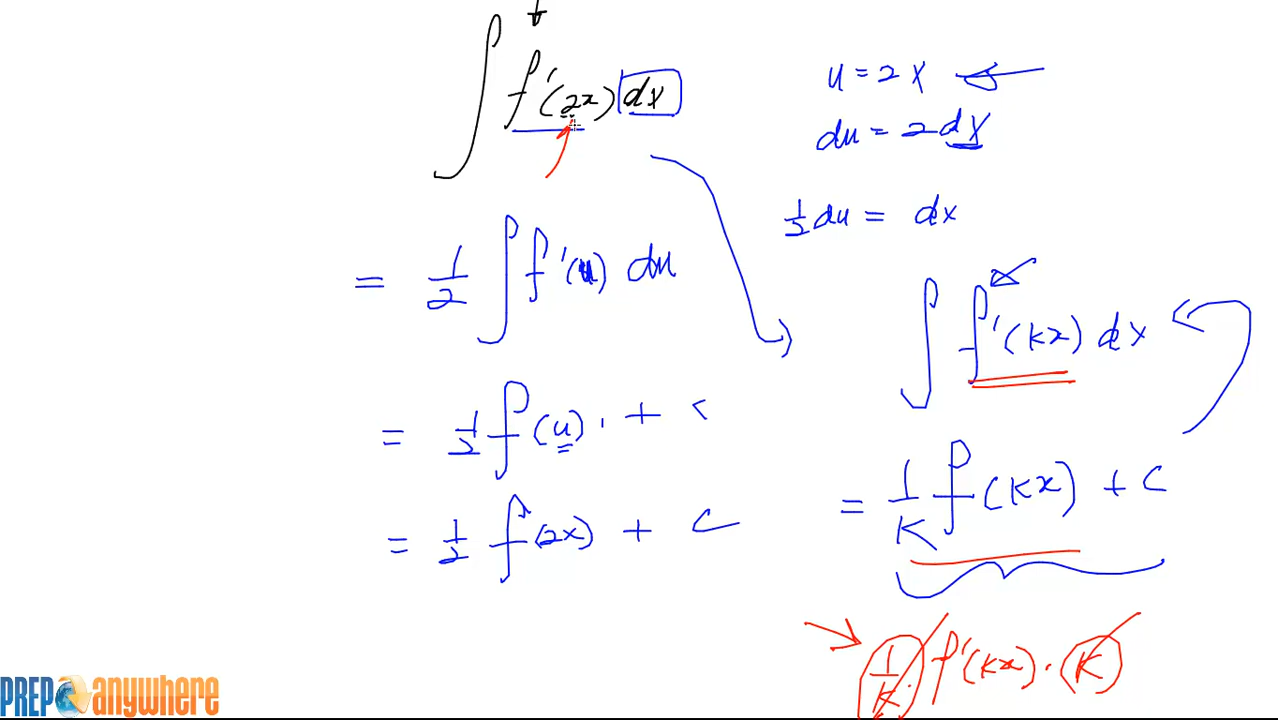 ∫ f'(2x) dx
= 1/2 ∫ f'(u) du
= 1/2 f(u) +
= 1/2 f(2x) + C
u = 2x
du = 2dx
1/2 du = dx
∫ f'(kx) dx
= 1/k f(kx) + C
1/k · f'(kx) · k
PREP anywhere